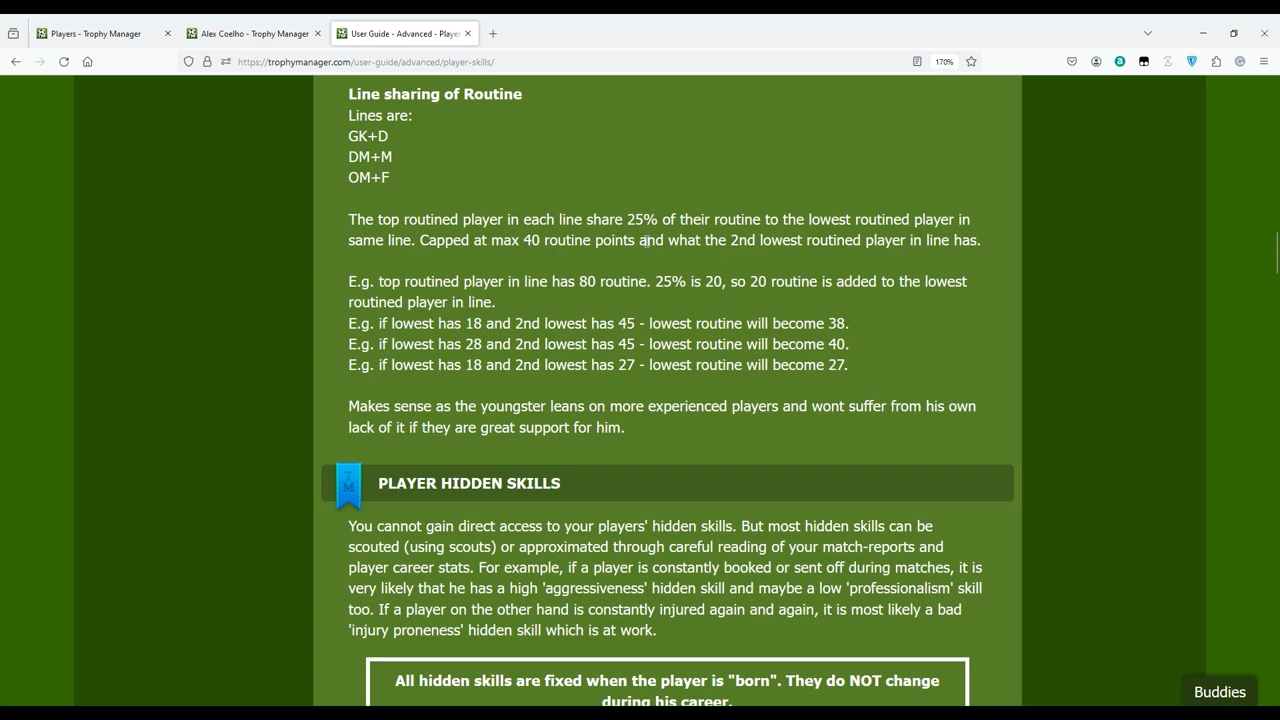 Players - Trophy Manager
Alex Coelho - Trophy Manager
User Guide - Advanced - Player
https://trophymanager.com/user-guide/advanced/player-skills/
170%
Line sharing of Routine
Lines are:
GK+D
DM+M
OM+F
The top routined player in each line share 25% of their routine to the lowest routined player in
same line. Capped at max 40 routine points and what the 2nd lowest routined player in line has.
E.g. top routined player in line has 80 routine. 25% is 20, so 20 routine is added to the lowest
routined player in line.
E.g. if lowest has 18 and 2nd lowest has 45 - lowest routine will become 38.
E.g. if lowest has 28 and 2nd lowest has 45 - lowest routine will become 40.
E.g. if lowest has 18 and 2nd lowest has 27 - lowest routine will become 27.
Makes sense as the youngster leans on more experienced players and wont suffer from his own
lack of it if they are great support for him.
TM
PLAYER HIDDEN SKILLS
You cannot gain direct access to your players' hidden skills. But most hidden skills can be
scouted (using scouts) or approximated through careful reading of your match-reports and
player career stats. For example, if a player is constantly booked or sent off during matches, it is
very likely that he has a high 'aggressiveness' hidden skill and maybe a low 'professionalism' skill
too. If a player on the other hand is constantly injured again and again, it is most likely a bad
'injury proneness' hidden skill which is at work.
All hidden skills are fixed when the player is "born". They do NOT change
during his career.
Buddies